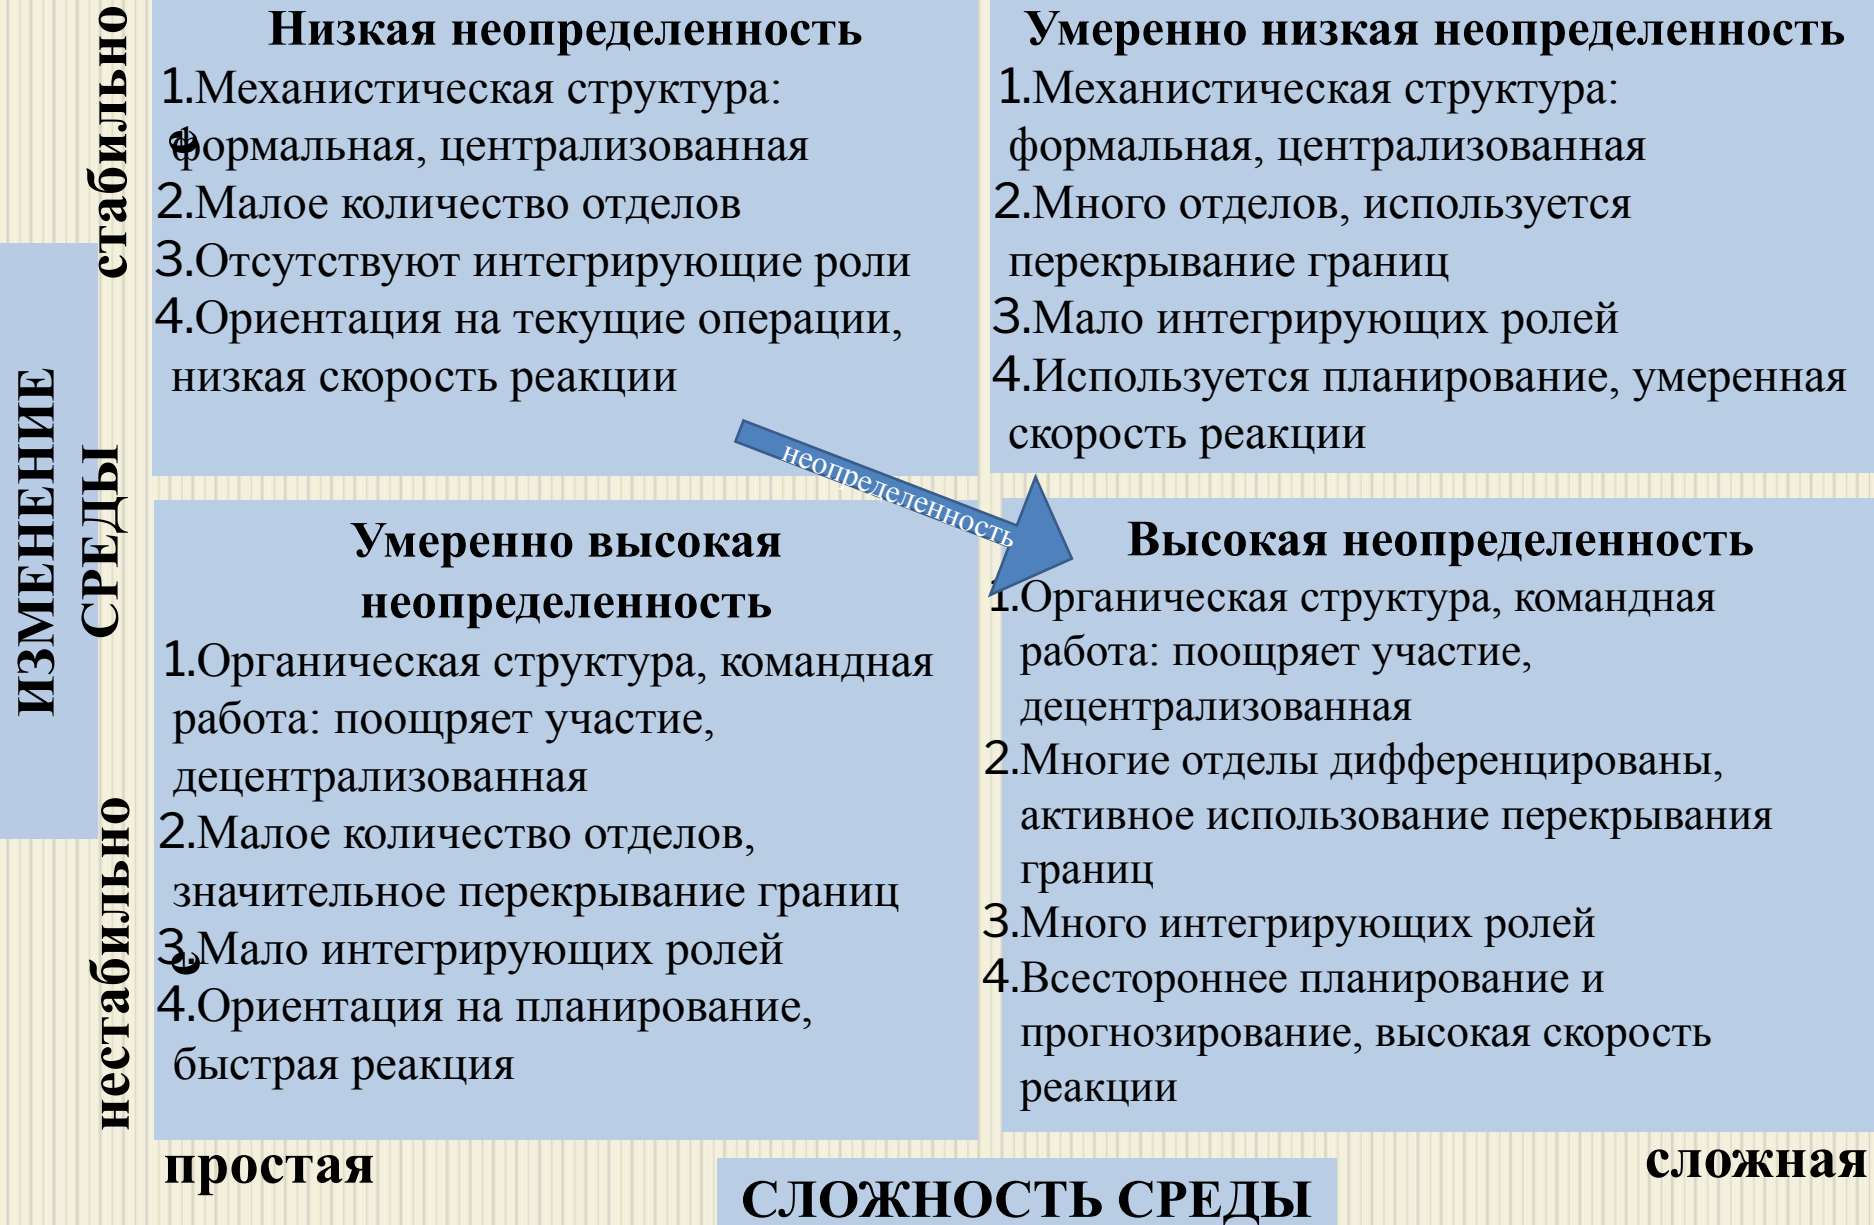 стабильно
е
ИЗМЕНЕНИЕ
СРЕДЫ
нестабильно
е
Низкая неопределенность
1.Механистическая структура:
формальная, централизованная
2.Малое количество отделов
3.Отсутствуют интегрирующие роли
4.Ориентация на текущие операции,
низкая скорость реакции
Умеренно низкая неопределенность
1.Механистическая структура:
формальная, централизованная
2.Много отделов, используется
перекрывание границ
3.Мало интегрирующих ролей
4.Используется планирование, умеренная
скорость реакции
неопределенность
Умеренно высокая
неопределенность
1.Органическая структура, командная
работа: поощряет участие,
децентрализованная
2.Малое количество отделов,
значительное перекрывание границ
3.Мало интегрирующих ролей
4.Ориентация на планирование,
быстрая реакция
Высокая неопределенность
1.Органическая структура, командная
работа: поощряет участие,
децентрализованная
2.Многие отделы дифференцированы,
активное использование перекрывания
границ
3.Много интегрирующих ролей
4.Всестороннее планирование и
прогнозирование, высокая скорость
реакции
простая
СЛОЖНОСТЬ СРЕДЫ
сложная